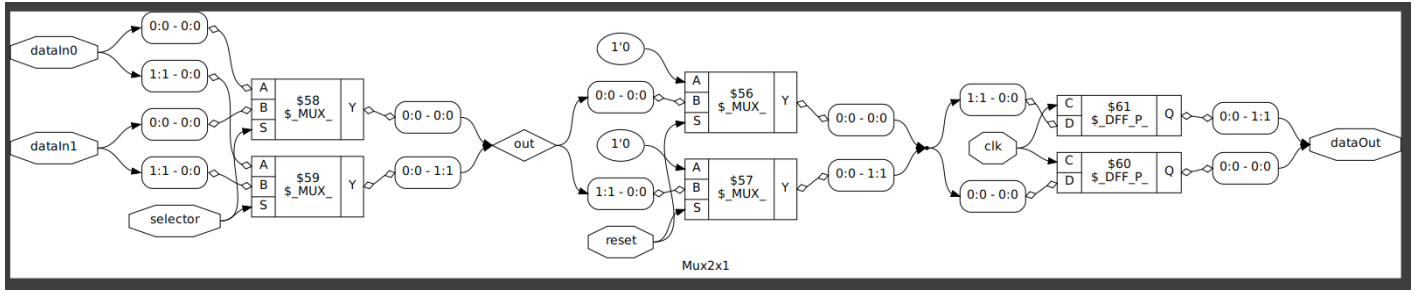 dataIn0
dataIn1
selector
0:0 - 0:0
1:1 - 0:0
0:0 - 0:0
1:1 - 0:0
A
B
S
$58
$_MUX_
Y
A
B
S
$59
$_MUX_
Y
0:0 - 0:0
0:0 - 1:1
out
1'0
0:0 - 0:0
1'0
1:1 - 0:0
reset
A
B
S
$56
$_MUX_
Y
A
B
S
$57
$_MUX_
Y
0:0 - 0:0
0:0 - 1:1
1:1 - 0:0
clk
0:0 - 0:0
C
D
$61
$_DFF_P_
Q
C
D
$60
$_DFF_P_
Q
0:0 - 1:1
0:0 - 0:0
dataOut
Mux2x1